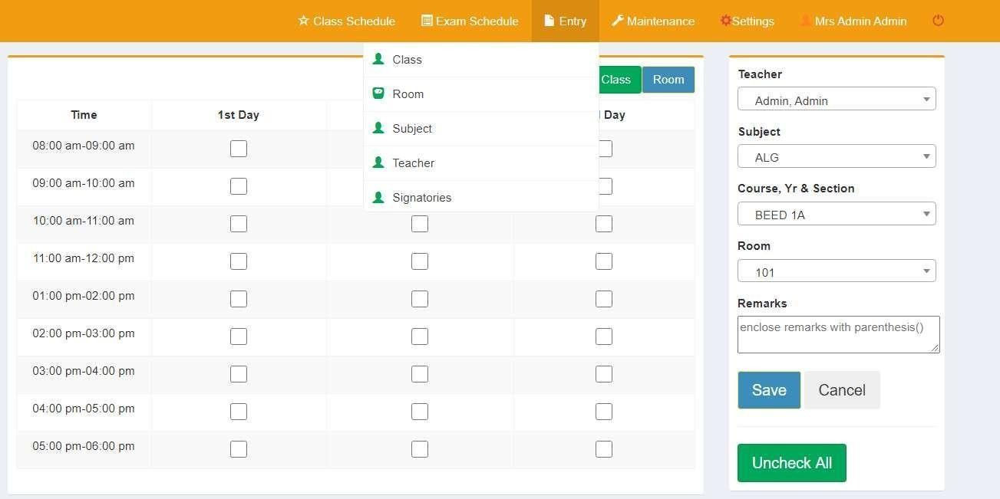 Class Schedule Exam Schedule Entry Maintenance Settings Mrs Admin Admin
Class
Room
Subject
Teacher
Signatories
Class Room
Time 1st Day Day
08:00 am-09:00 am
09:00 am-10:00 am
10:00 am-11:00 am
11:00 am-12:00 pm
01:00 pm-02:00 pm
02:00 pm-03:00 pm
03:00 pm-04:00 pm
04:00 pm-05:00 pm
05:00 pm-06:00 pm
Teacher
Admin, Admin
Subject
ALG
Course, Yr & Section
BEED 1A
Room
101
Remarks
enclose remarks with parenthesis()
Save Cancel
Uncheck All